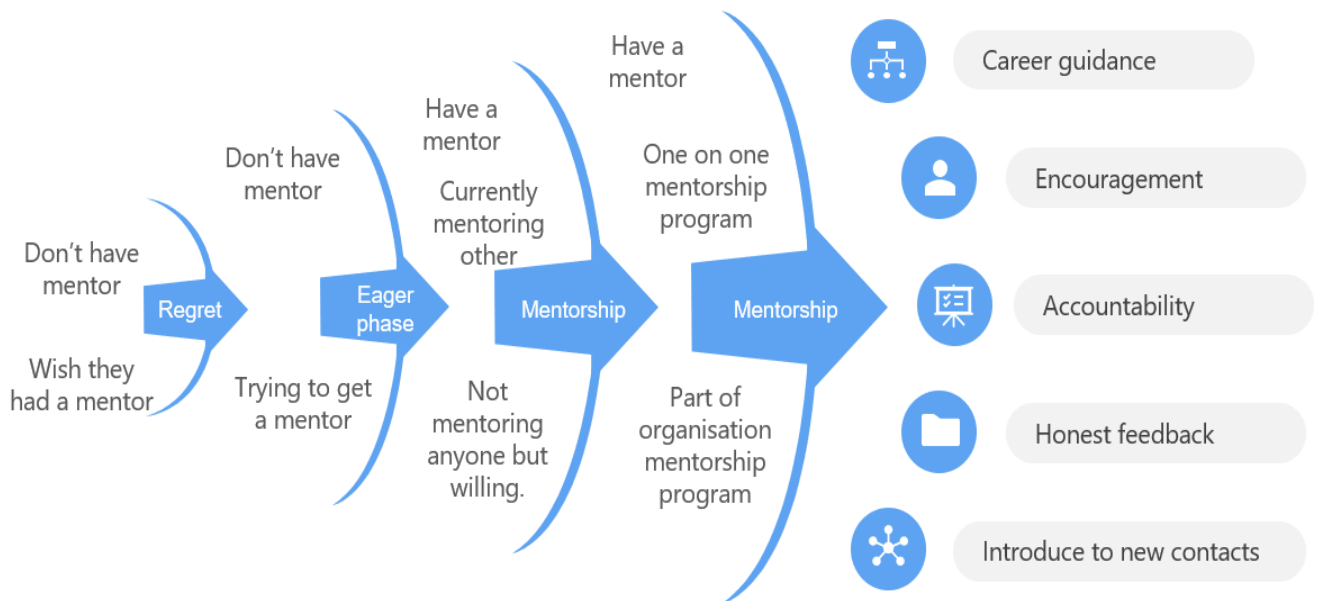 Don't have
mentor
Regret
Wish they
had a mentor
Don't have
mentor
Eager
phase
Trying to get
a mentor
Have a
mentor
Currently
mentoring
other
Mentorship
Not
mentoring
anyone but
willing.
Have a
mentor
One on one
mentorship
program
Mentorship
Part of
organisation
mentorship
program
Career guidance
Encouragement
Accountability
Honest feedback
Introduce to new contacts